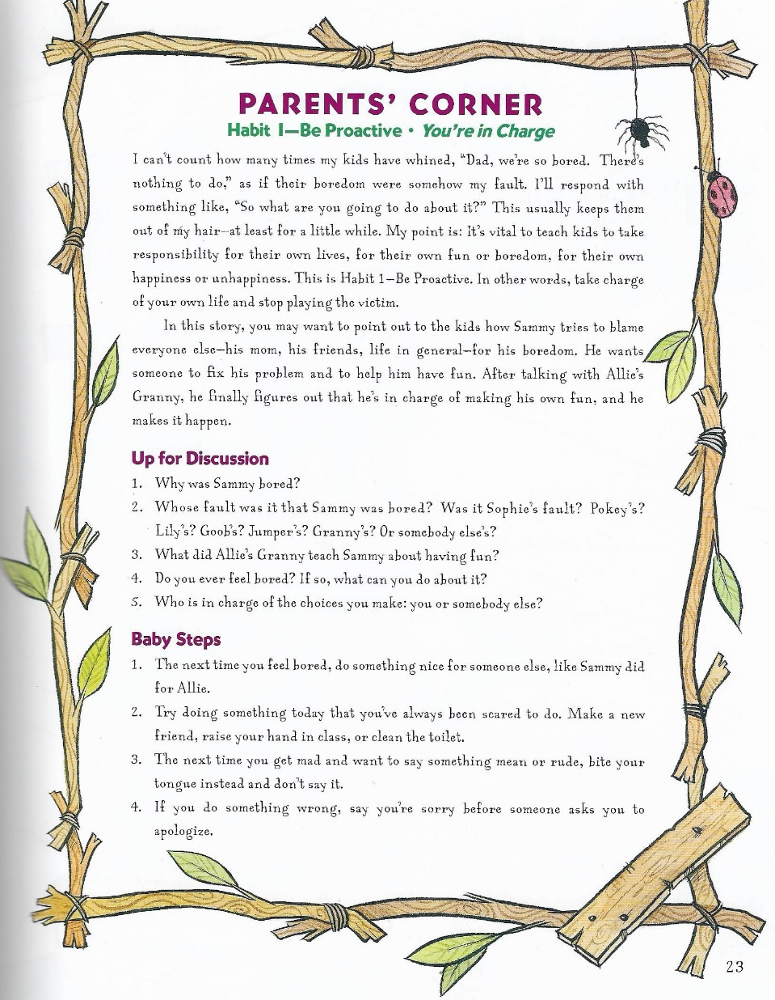 PARENTS' CORNER
Habit 1—Be Proactive • You're in Charge
I can't count how many times my kids have whined, “Dad, we're so bored. There's
nothing to do,” as if their boredom were somehow my fault. I'll respond with
something like, “So what are you going to do about it?” This usually keeps them
out of my hair—at least for a little while. My point is: It's vital to teach kids to take
responsibility for their own lives, for their own fun or boredom, for their own
happiness or unhappiness. This is Habit 1—Be Proactive. In other words, take charge
of your own life and stop playing the victim.
In this story, you may want to point out to the kids how Sammy tries to blame
everyone else—his mom, his friends, life in general—for his boredom. He wants
someone to fix his problem and to help him have fun. After talking with Allie's
Granny, he finally figures out that he's in charge of making his own fun, and he
makes it happen.
Up for Discussion
1. Why was Sammy bored?
2. Whose fault was it that Sammy was bored? Was it Sophie's fault? Pokey's?
Lily's? Goob's? Jumper's? Granny's? Or somebody else's?
3. What did Allie's Granny teach Sammy about having fun?
4. Do you ever feel bored? If so, what can you do about it?
5. Who is in charge of the choices you make: you or somebody else?
Baby Steps
1. The next time you feel bored, do something nice for someone else, like Sammy did
for Allie.
2. Try doing something today that you've always been scared to do. Make a new
friend, raise your hand in class, or clean the toilet.
3. The next time you get mad and want to say something mean or rude, bite your
tongue instead and don't say it.
4. If you do something wrong, say you're sorry before someone asks you to
apologize.
23